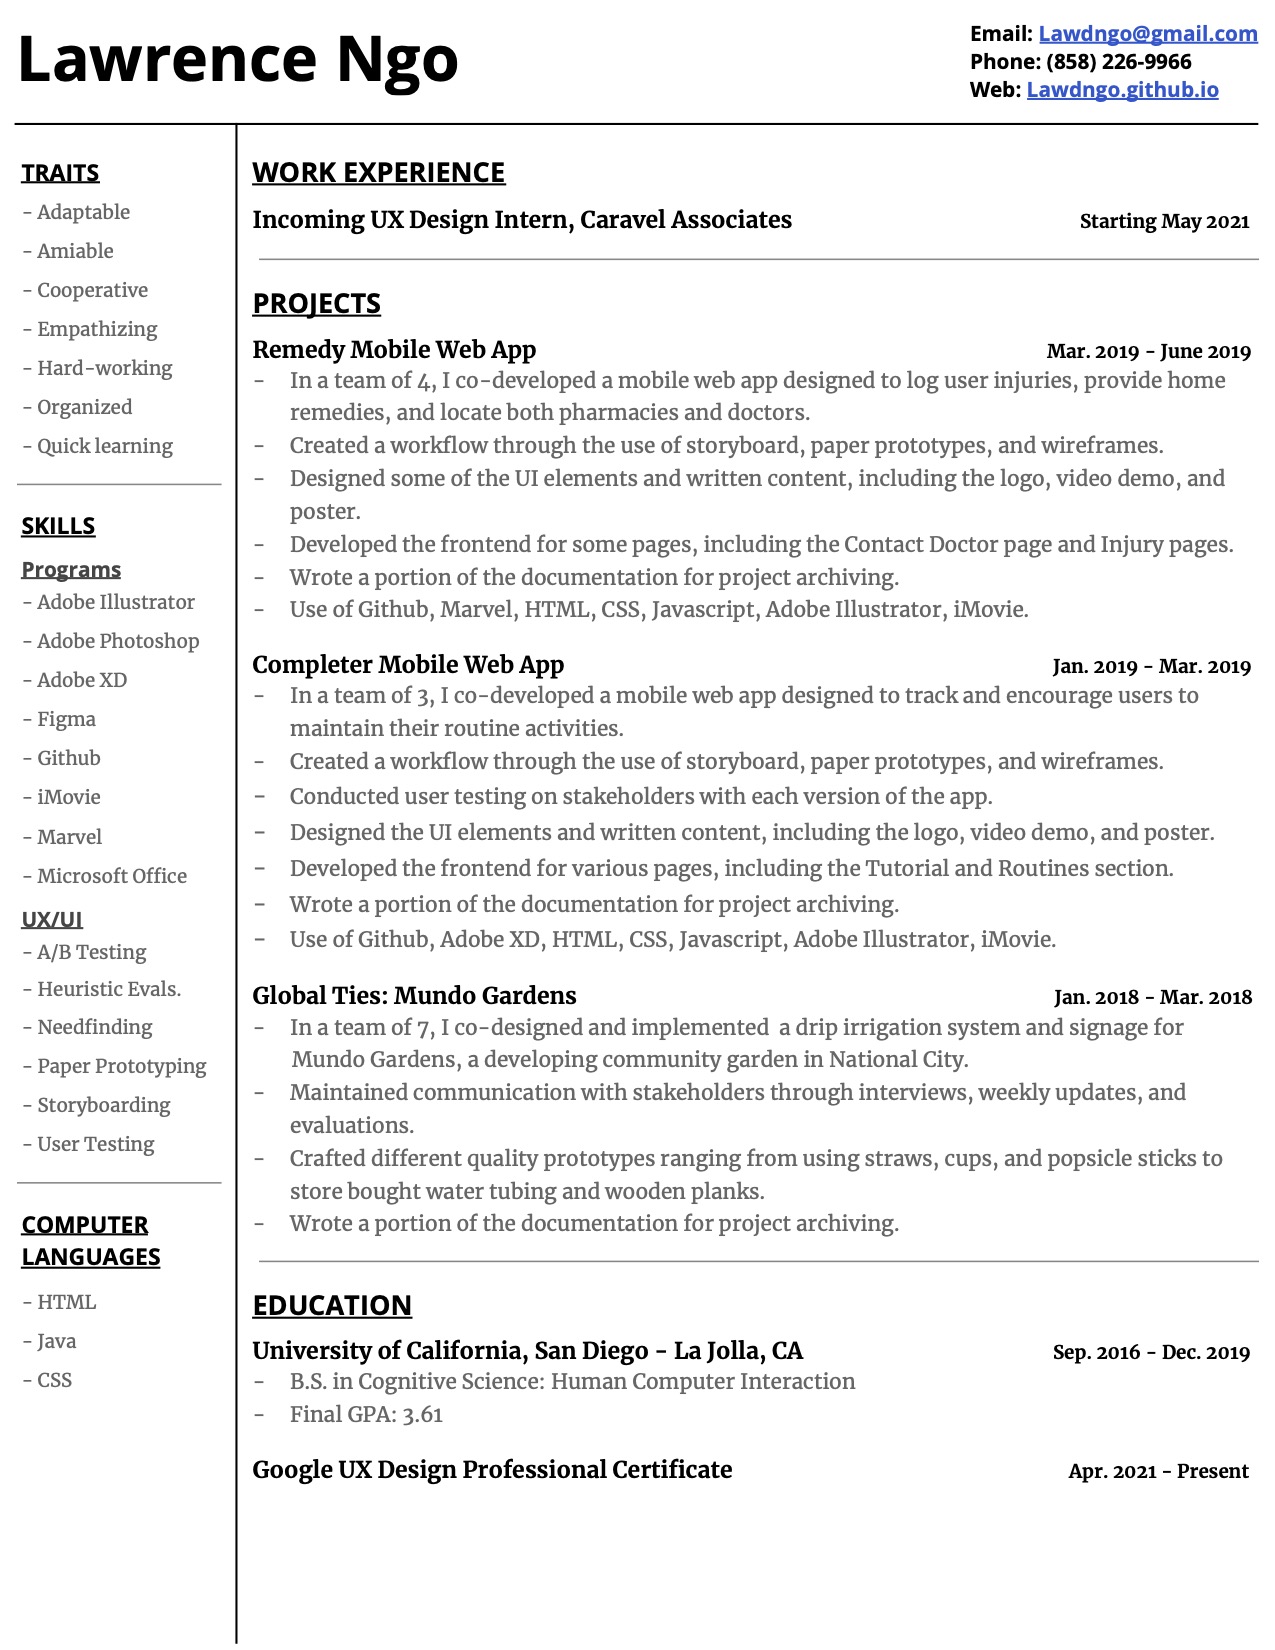 Lawrence Ngo
Email: Lawdngo@gmail.com
Phone: (858) 226-9966
Web: Lawdngo.github.io
TRAITS
- Adaptable
- Amiable
- Cooperative
- Empathizing
- Hard-working
- Organized
- Quick learning
SKILLS
Programs
- Adobe Illustrator
- Adobe Photoshop
- Adobe XD
- Figma
- Github
- iMovie
- Marvel
- Microsoft Office
UX/UI
- A/B Testing
- Heuristic Evals.
- Needfinding
- Paper Prototyping
- Storyboarding
- User Testing
COMPUTER
LANGUAGES
- HTML
- Java
- CSS
WORK EXPERIENCE
Incoming UX Design Intern, Caravel Associates Starting May 2021
PROJECTS
Remedy Mobile Web App Mar. 2019 - June 2019
- In a team of 4, I co-developed a mobile web app designed to log user injuries, provide home
remedies, and locate both pharmacies and doctors.
- Created a workflow through the use of storyboard, paper prototypes, and wireframes.
- Designed some of the UI elements and written content, including the logo, video demo, and
poster.
- Developed the frontend for some pages, including the Contact Doctor page and Injury pages.
- Wrote a portion of the documentation for project archiving.
- Use of Github, Marvel, HTML, CSS, Javascript, Adobe Illustrator, iMovie.
Completer Mobile Web App Jan. 2019 - Mar. 2019
- In a team of 3, I co-developed a mobile web app designed to track and encourage users to
maintain their routine activities.
- Created a workflow through the use of storyboard, paper prototypes, and wireframes.
- Conducted user testing on stakeholders with each version of the app.
- Designed the UI elements and written content, including the logo, video demo, and poster.
- Developed the frontend for various pages, including the Tutorial and Routines section.
- Wrote a portion of the documentation for project archiving.
- Use of Github, Adobe XD, HTML, CSS, Javascript, Adobe Illustrator, iMovie.
Global Ties: Mundo Gardens Jan. 2018 - Mar. 2018
- In a team of 7, I co-designed and implemented a drip irrigation system and signage for
Mundo Gardens, a developing community garden in National City.
- Maintained communication with stakeholders through interviews, weekly updates, and
evaluations.
- Crafted different quality prototypes ranging from using straws, cups, and popsicle sticks to
store bought water tubing and wooden planks.
- Wrote a portion of the documentation for project archiving.
EDUCATION
University of California, San Diego - La Jolla, CA Sep. 2016 - Dec. 2019
- B.S. in Cognitive Science: Human Computer Interaction
- Final GPA: 3.61
Google UX Design Professional Certificate Apr. 2021 - Present